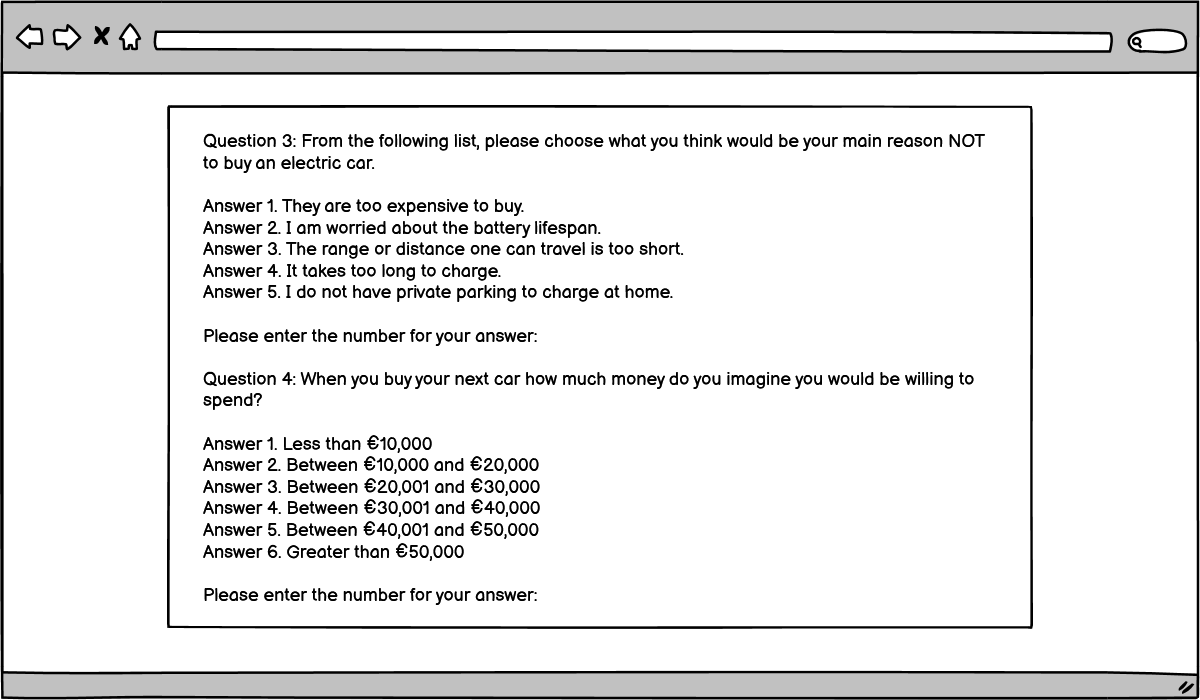 Question 3: From the following list, please choose what you think would be your main reason NOT
to buy an electric car.
Answer 1. They are too expensive to buy.
Answer 2. I am worried about the battery lifespan.
Answer 3. The range or distance one can travel is too short.
Answer 4. It takes too long to charge.
Answer 5. I do not have private parking to charge at home.
Please enter the number for your answer:
Question 4: When you buy your next car how much money do you imagine you would be willing to
spend?
Answer 1. Less than €10,000
Answer 2. Between €10,000 and €20,000
Answer 3. Between €20,001 and €30,000
Answer 4. Between €30,001 and €40,000
Answer 5. Between €40,001 and €50,000
Answer 6. Greater than €50,000
Please enter the number for your answer: